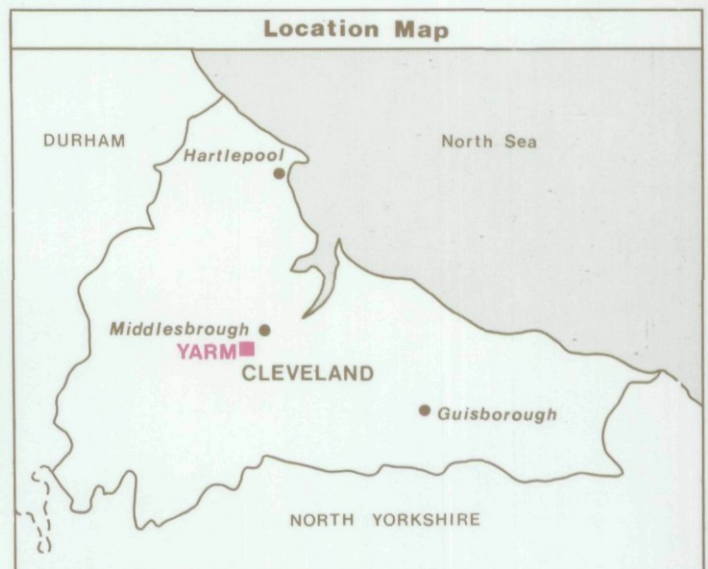 Location Map
DURHAM
North Sea
Hartlepool
Middlesbrough
YARM
CLEVELAND
Guisborough
NORTH YORKSHIRE